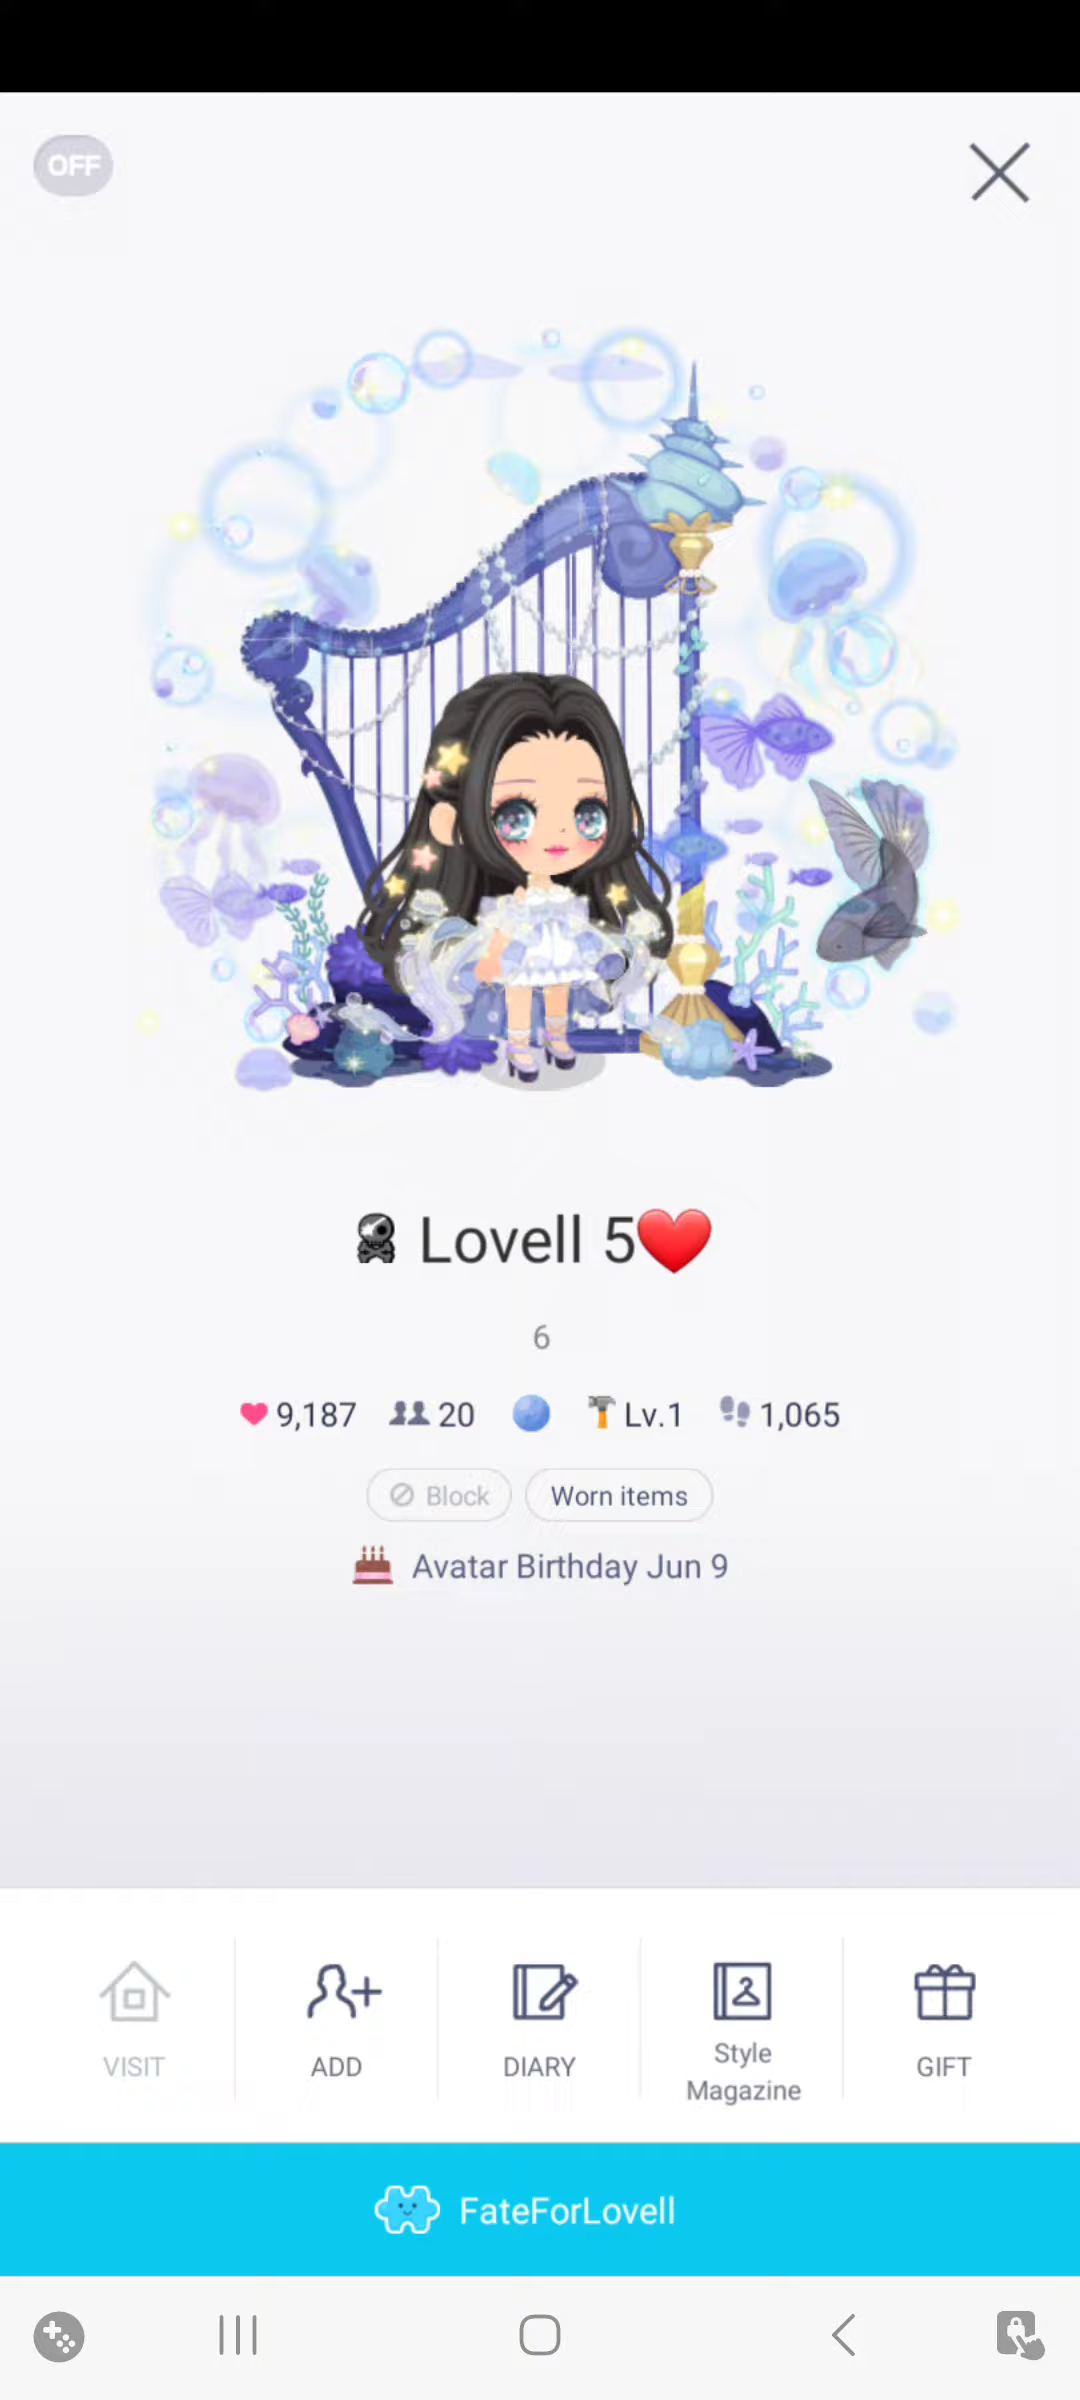 OFF
Lovell 5❤️
6
9,187 20 Lv.1 1,065
Block Worn items
Avatar Birthday Jun 9
VISIT ADD DIARY Style Magazine GIFT
FateForLovell